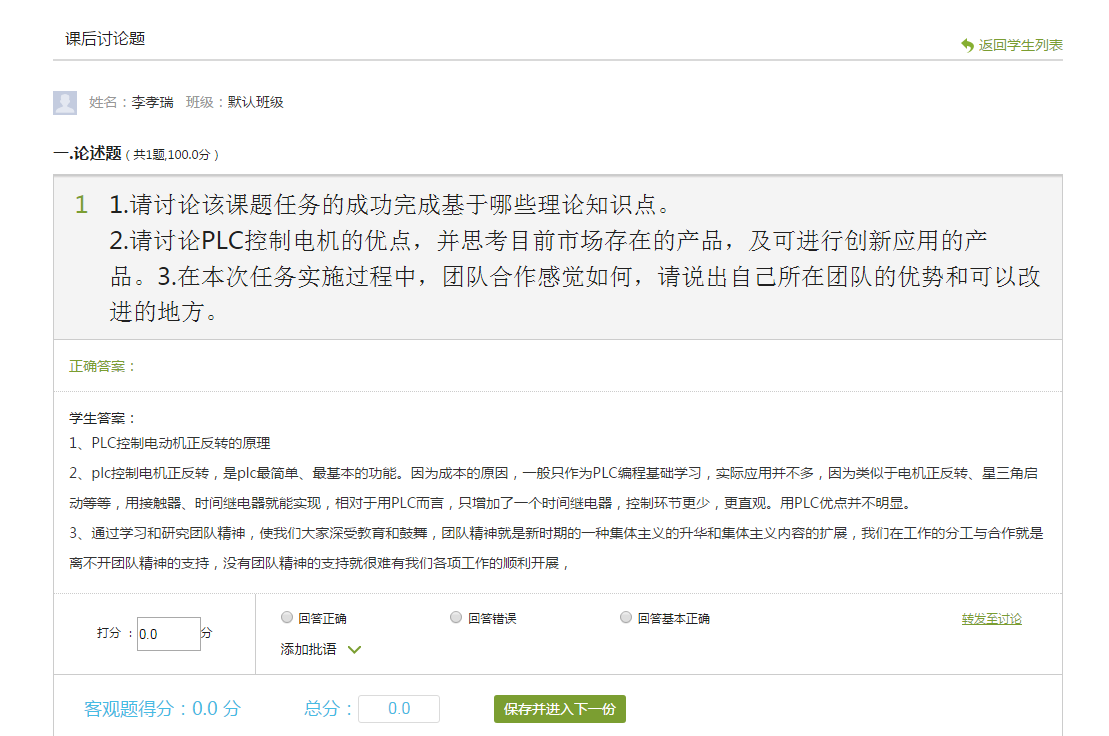 课后讨论题
返回学生列表
姓名：李孝瑞 班级：默认班级
一.论述题（共1题,100.0分）
1 1.请讨论该课题任务的成功完成基于哪些理论知识点。
2.请讨论PLC控制电机的优点，并思考目前市场存在的产品，及可进行创新应用的产
品。3.在本次任务实施过程中，团队合作感觉如何，请说出自己所在团队的优势和可以改
进的地方。
正确答案：
学生答案：
1、PLC控制电动机正反转的原理
2、plc控制电机正反转，是plc最简单、最基本的功能。因为成本的原因，一般只作为PLC编程基础学习，实际应用并不多，因为类似于电机正反转、星三角启
动等等，用接触器、时间继电器就能实现，相对于用PLC而言，只增加了一个时间继电器，控制环节更少，更直观。用PLC优点并不明显。
3、通过学习和研究团队精神，使我们大家深受教育和鼓舞，团队精神就是新时期的一种集体主义的升华和集体主义内容的扩展，我们在工作的分工与合作就是
离不开团队精神的支持，没有团队精神的支持就很难有我们各项工作的顺利开展，
打分：0.0分
回答正确 回答错误 回答基本正确 转发至讨论
添加批语
客观题得分：0.0 分 总分：0.0 保存并进入下一份